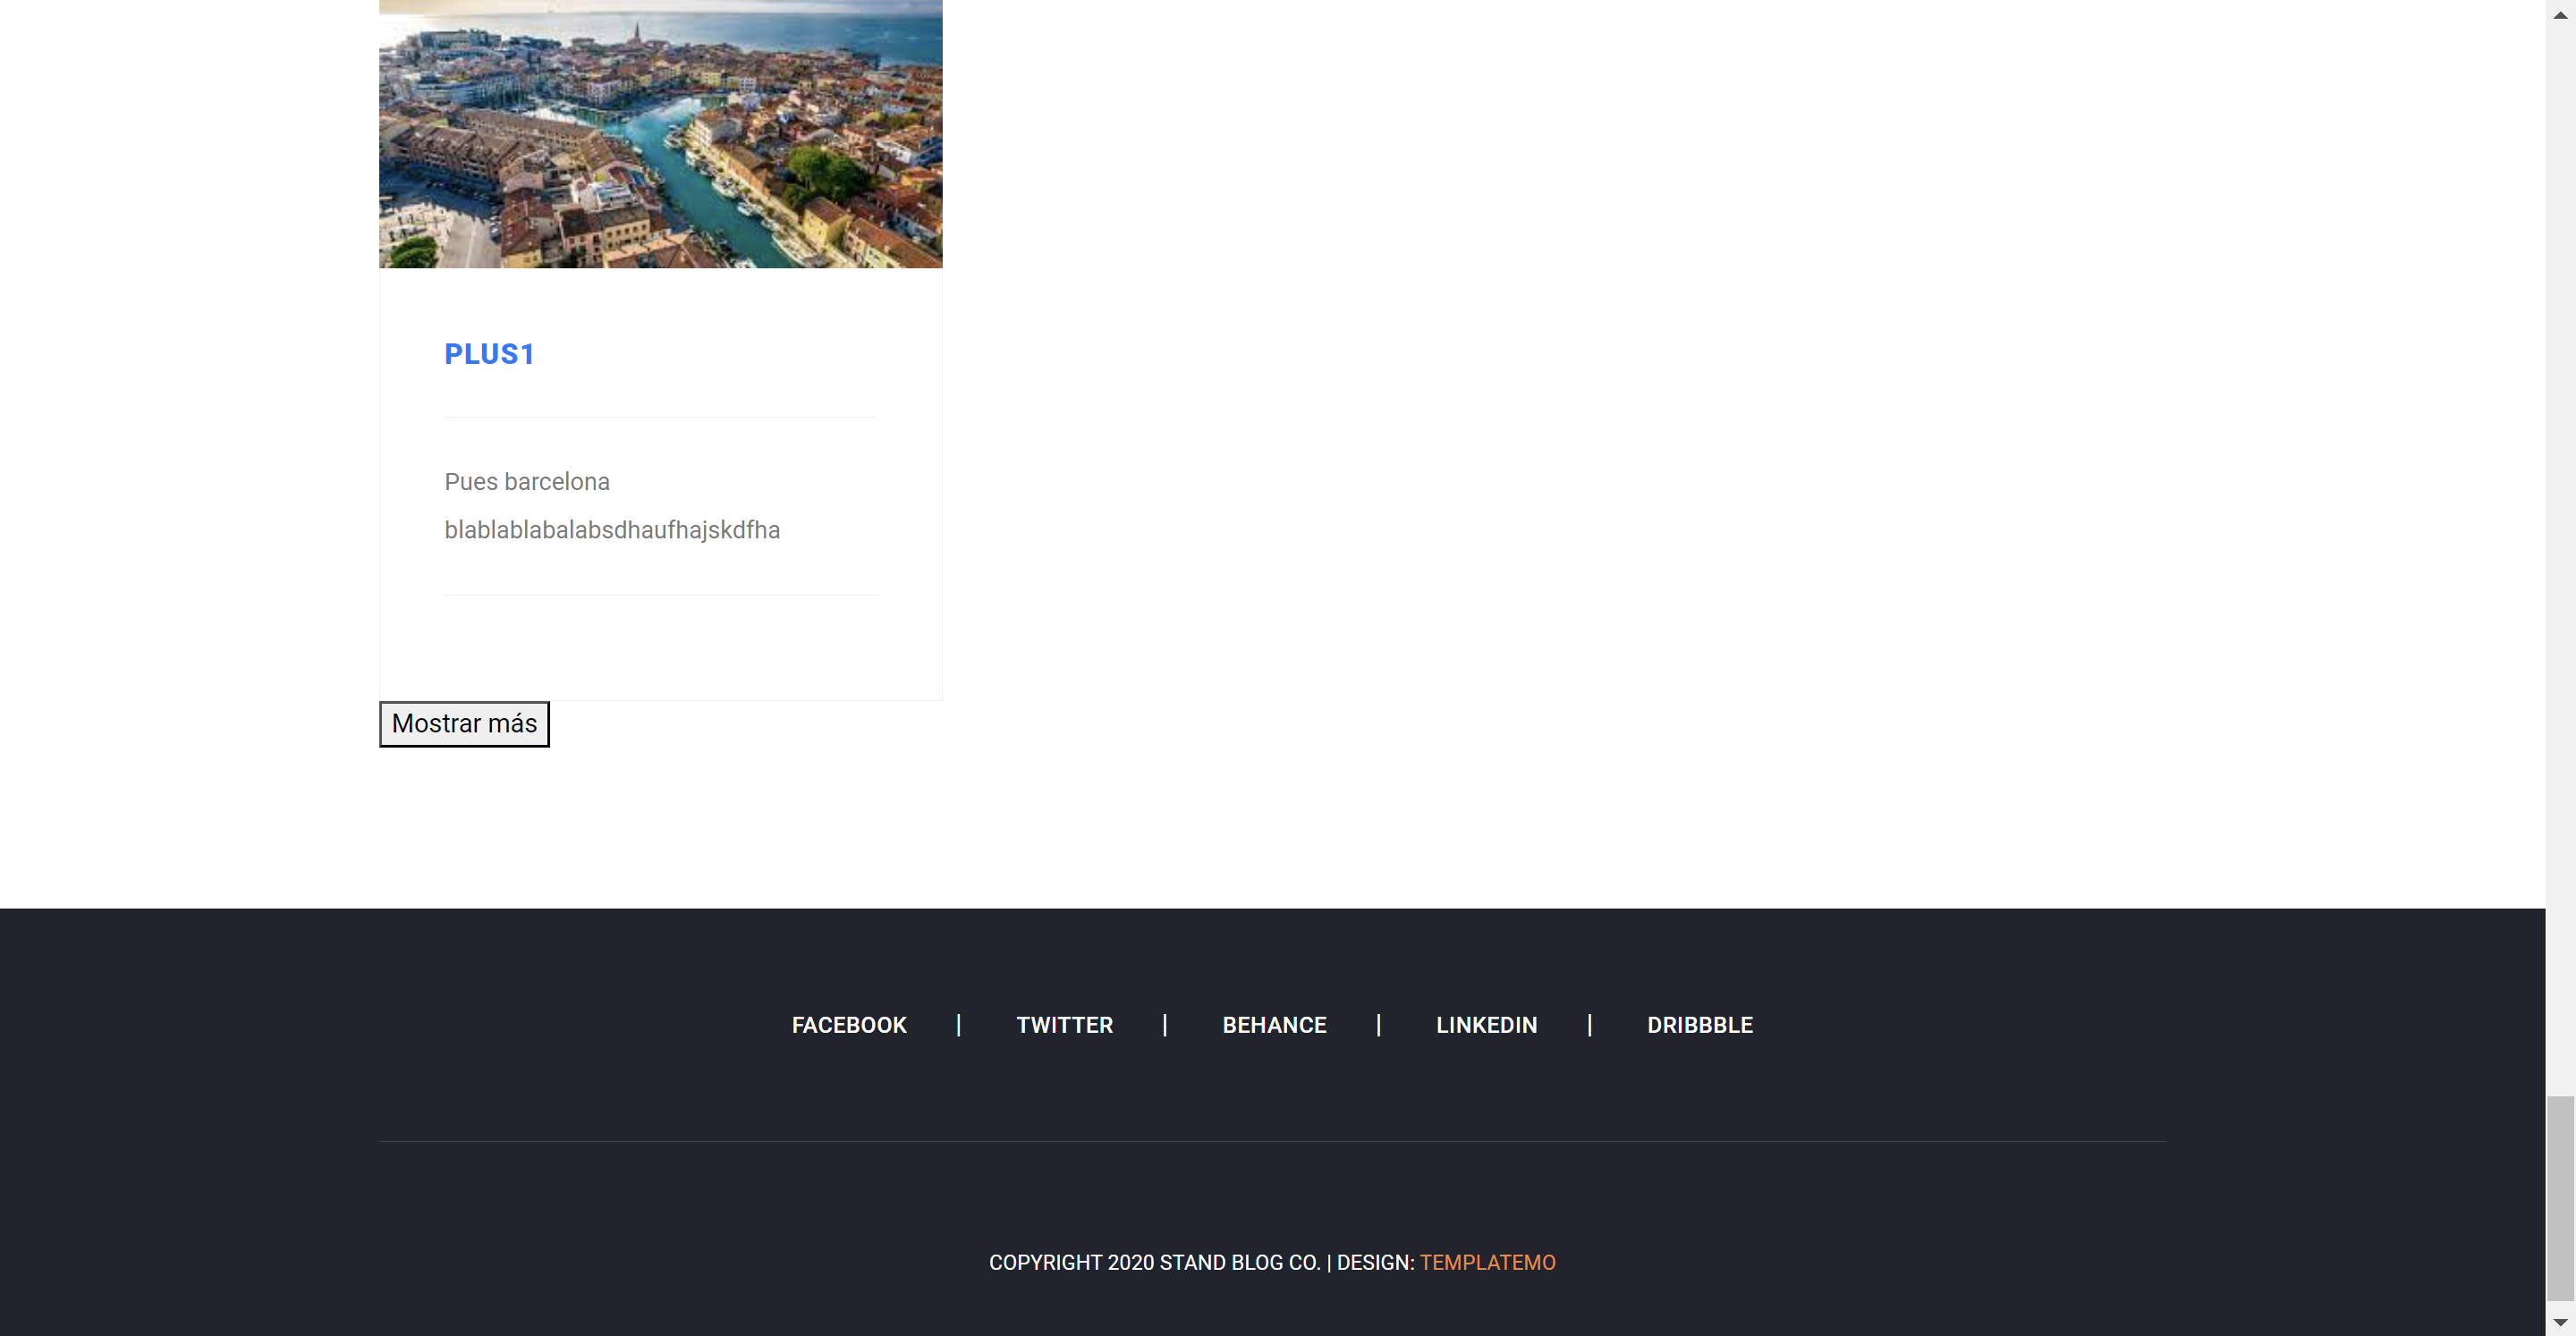 PLUS1
Pues barcelona
blablablabalabsdhaufhajskdfha
Mostrar más
FACEBOOK | TWITTER | BEHANCE | LINKEDIN | DRIBBBLE
COPYRIGHT 2020 STAND BLOG CO. | DESIGN: TEMPLATEMO